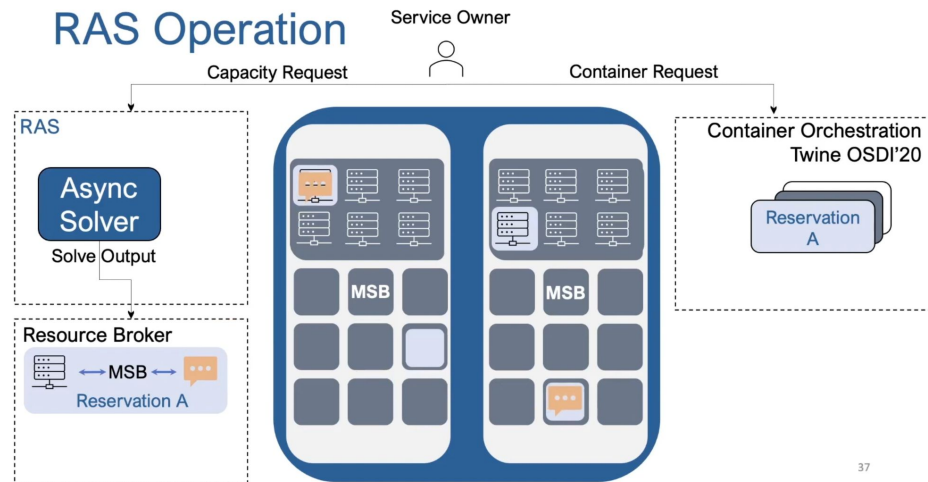 RAS Operation
Service Owner
Capacity Request
Container Request
RAS
Async
Solver
Solve Output
Resource Broker
MSB
Reservation A
MSB
MSB
Container Orchestration
Twine OSDI'20
Reservation
A
37